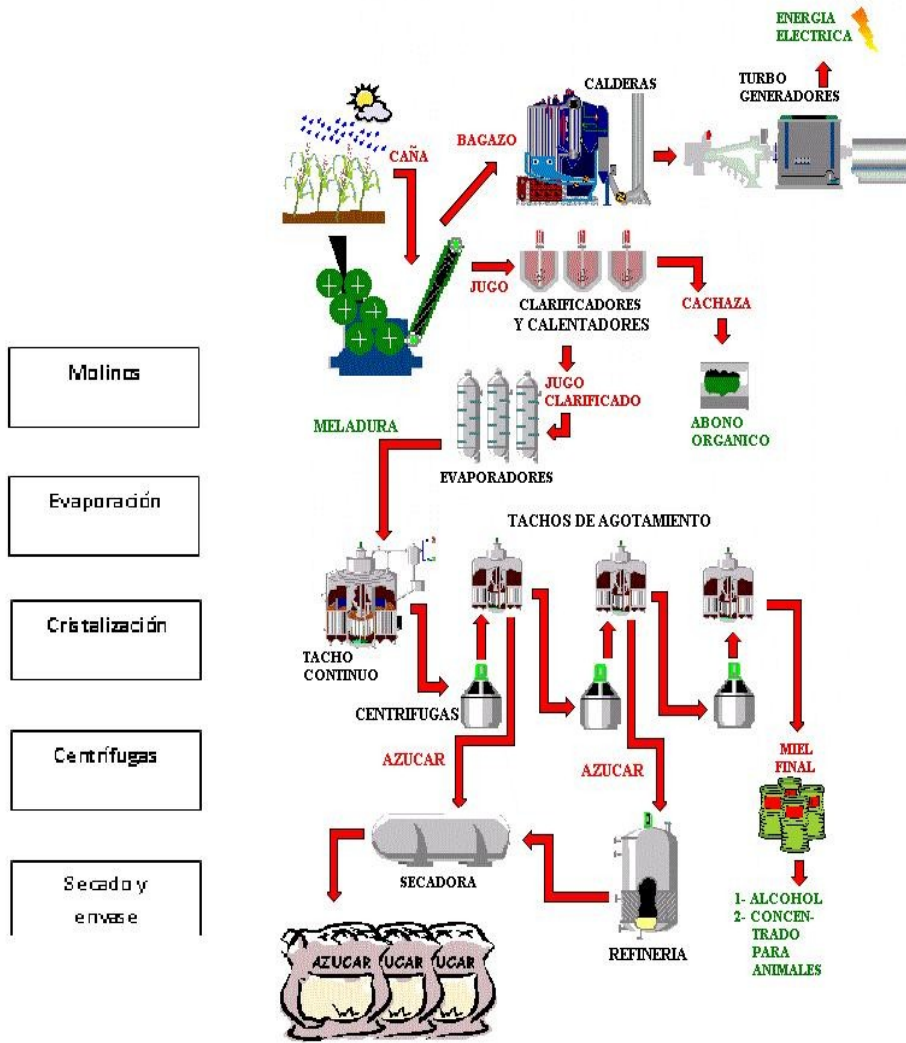 ENERGIA
ELECTRICA
TURBO
GENERADORES
CALDERAS
BAGAZO
CAÑA
JUGO
CLARIFICADORES
Y CALENTADORES
CACHAZA
JUGO
CLARIFICADO
ABONO
ORGANICO
MELADURA
EVAPORADORES
TACHOS DE AGOTAMIENTO
TACHO
CONTINUO
CENTRIFUGAS
AZUCAR
AZUCAR
MIEL
FINAL
SECADORA
REFINERIA
1- ALCOHOL
2- CONCEN-
TRADO
PARA
ANIMALES
AZUCAR
UCAR
UCAR
Molinos
Evaporación
Cristalización
Centrífugas
Secado y
envase